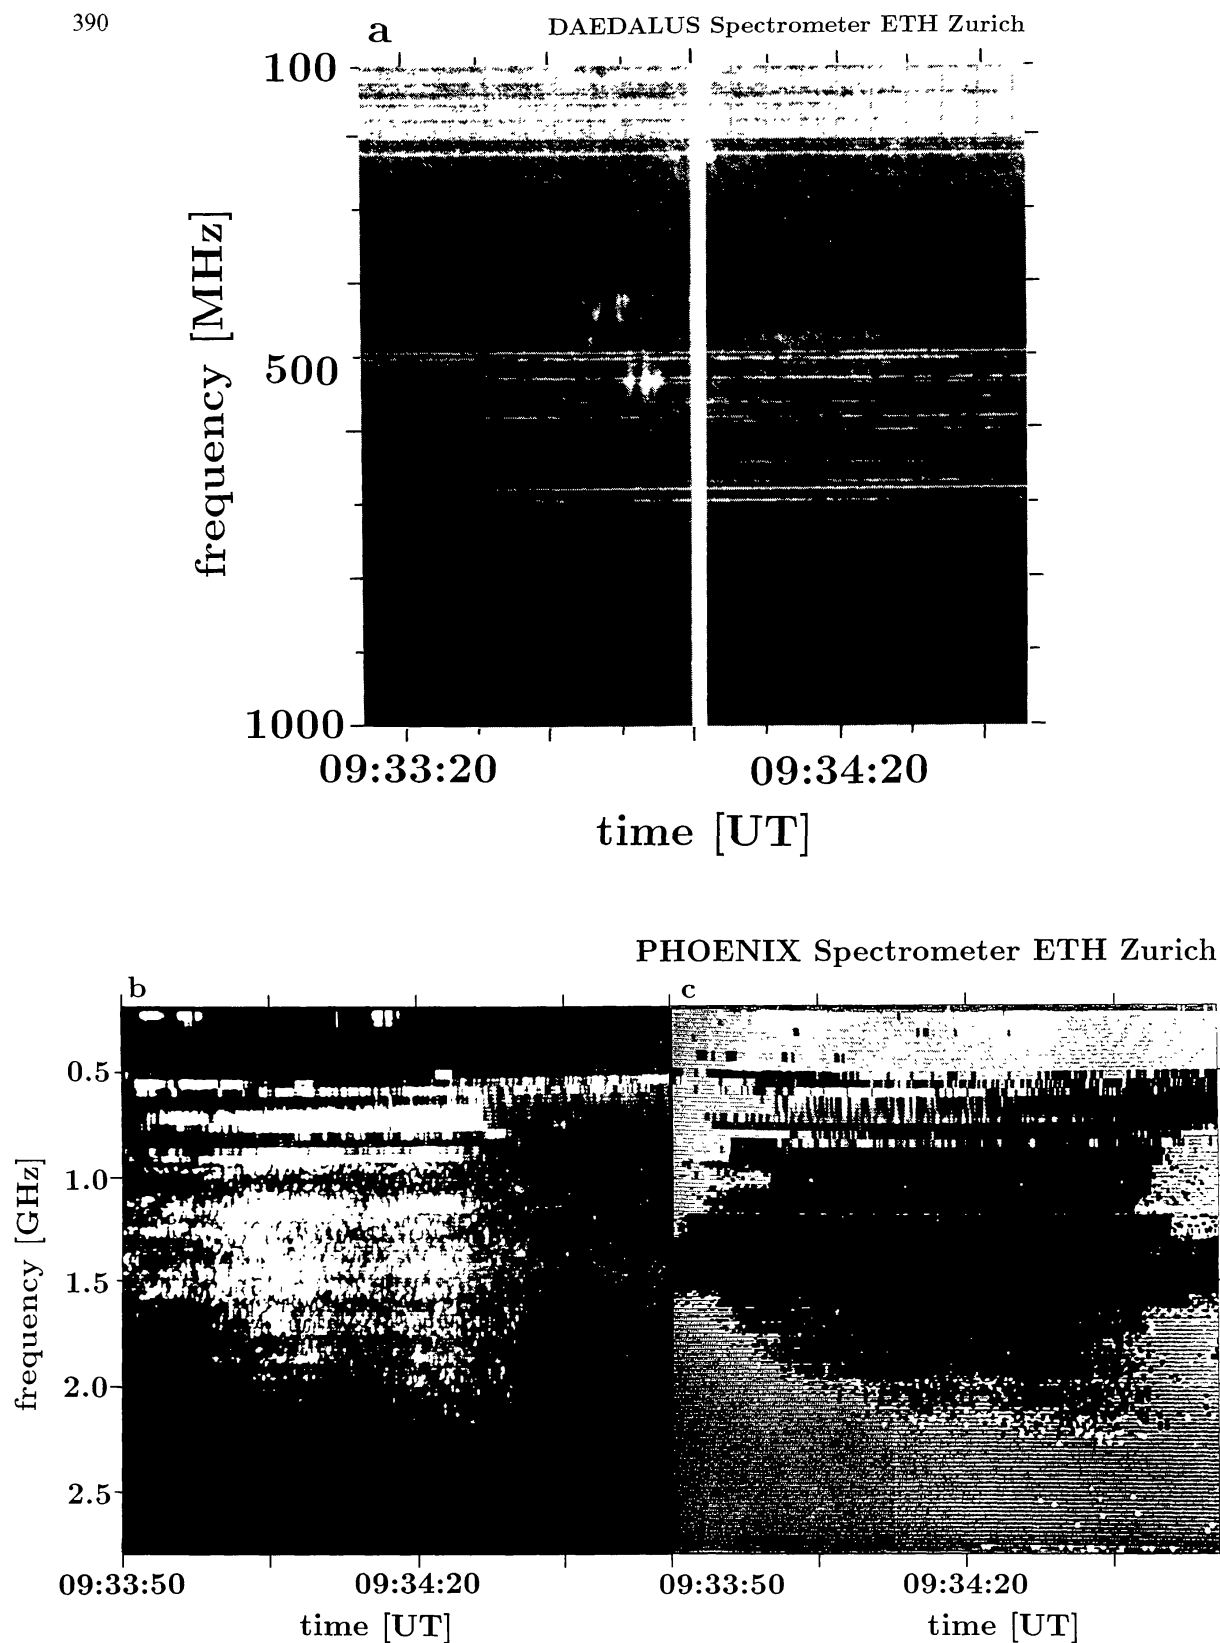 390
a
DAEDALUS Spectrometer ETH Zurich
100
500
1000
frequency [MHz]
09:33:20 09:34:20
time [UT]
PHOENIX Spectrometer ETH Zurich
b c
0.5
1.0
1.5
2.0
2.5
frequency [GHz]
09:33:50 09:34:20 09:33:50 09:34:20
time [UT] time [UT]